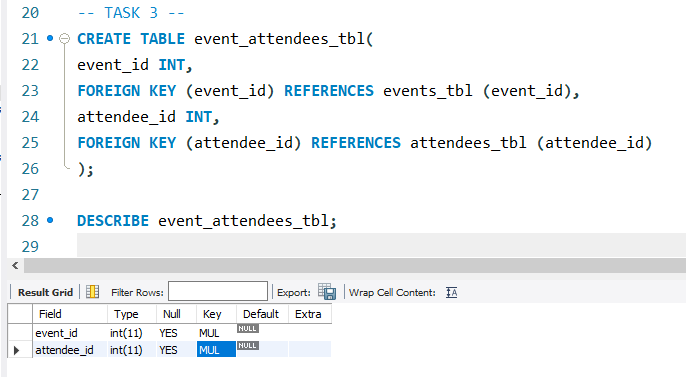 20 -- TASK 3 --
21 CREATE TABLE event_attendees_tbl(
22 event_id INT,
23 FOREIGN KEY (event_id) REFERENCES events_tbl (event_id),
24 attendee_id INT,
25 FOREIGN KEY (attendee_id) REFERENCES attendees_tbl (attendee_id)
26 );
27
28 DESCRIBE event_attendees_tbl;
29
Result Grid Filter Rows: Export: Wrap Cell Content:
Field Type Null Key Default Extra
event_id int(11) YES MUL NULL
attendee_id int(11) YES MUL NULL